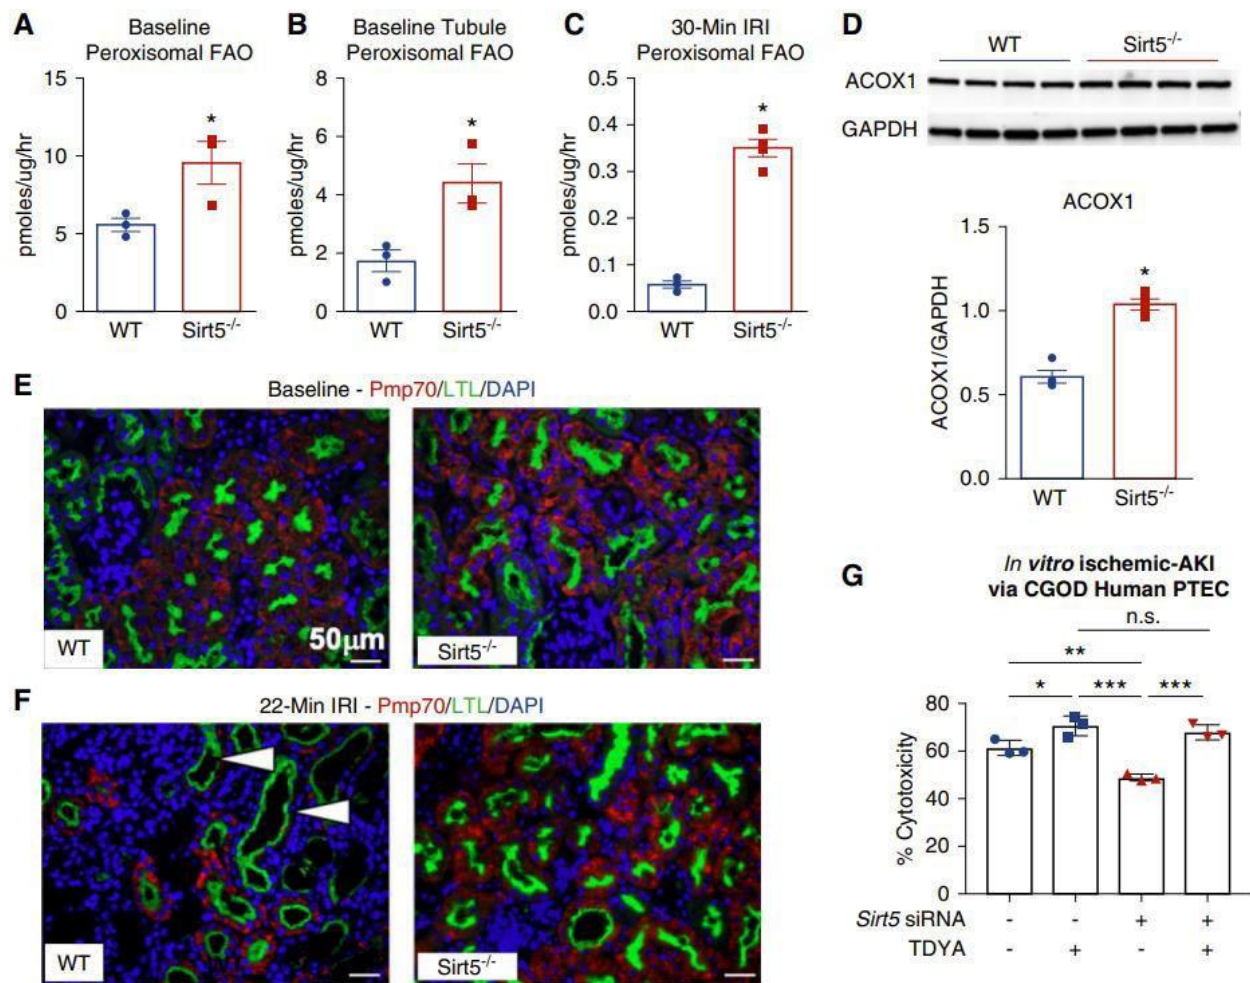 A
Baseline
Peroxisomal FAO
15
10
5
0
pmoles/ug/hr
*
WT
Sirt5-/-
B
Baseline Tubule
Peroxisomal FAO
8
6
4
2
0
*
WT
Sirt5-/-
C
30-Min IRI
Peroxisomal FAO
0.5
0.4
0.3
0.2
0.1
0.0
pmoles/ug/hr
*
WT
Sirt5-/-
D
WT
Sirt5-/-
ACOX1
GAPDH
ACOX1
1.5
1.0
0.5
0.0
ACOX1/GAPDH
*
WT
Sirt5-/-
E
Baseline - Pmp70/LTL/DAPI
WT
50μm
Sirt5-/-
F
22-Min IRI - Pmp70/LTL/DAPI
WT
Sirt5-/-
G
In vitro ischemic-AKI
via CGOD Human PTEC
n.s.
**
* *** ***
80
60
40
20
0
% Cytotoxicity
Sirt5 siRNA - - + +
TDYA - + - +